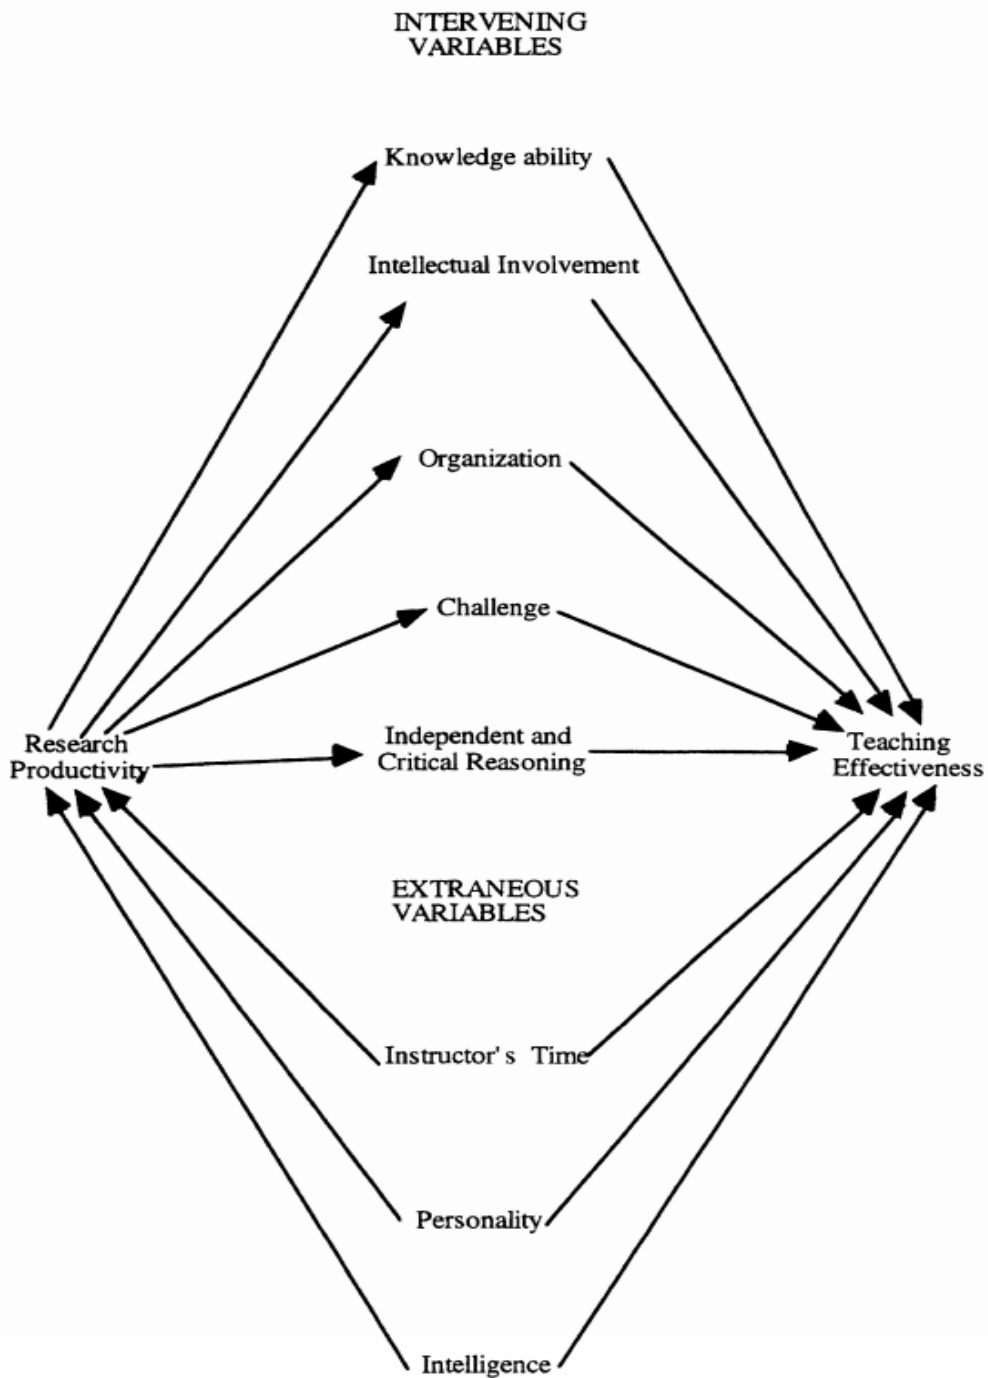 INTERVENING
VARIABLES
Knowledge ability
Intellectual Involvement
Organization
Challenge
Research
Productivity
Independent and
Critical Reasoning
Teaching
Effectiveness
EXTRANEOUS
VARIABLES
Instructor's Time
Personality
Intelligence